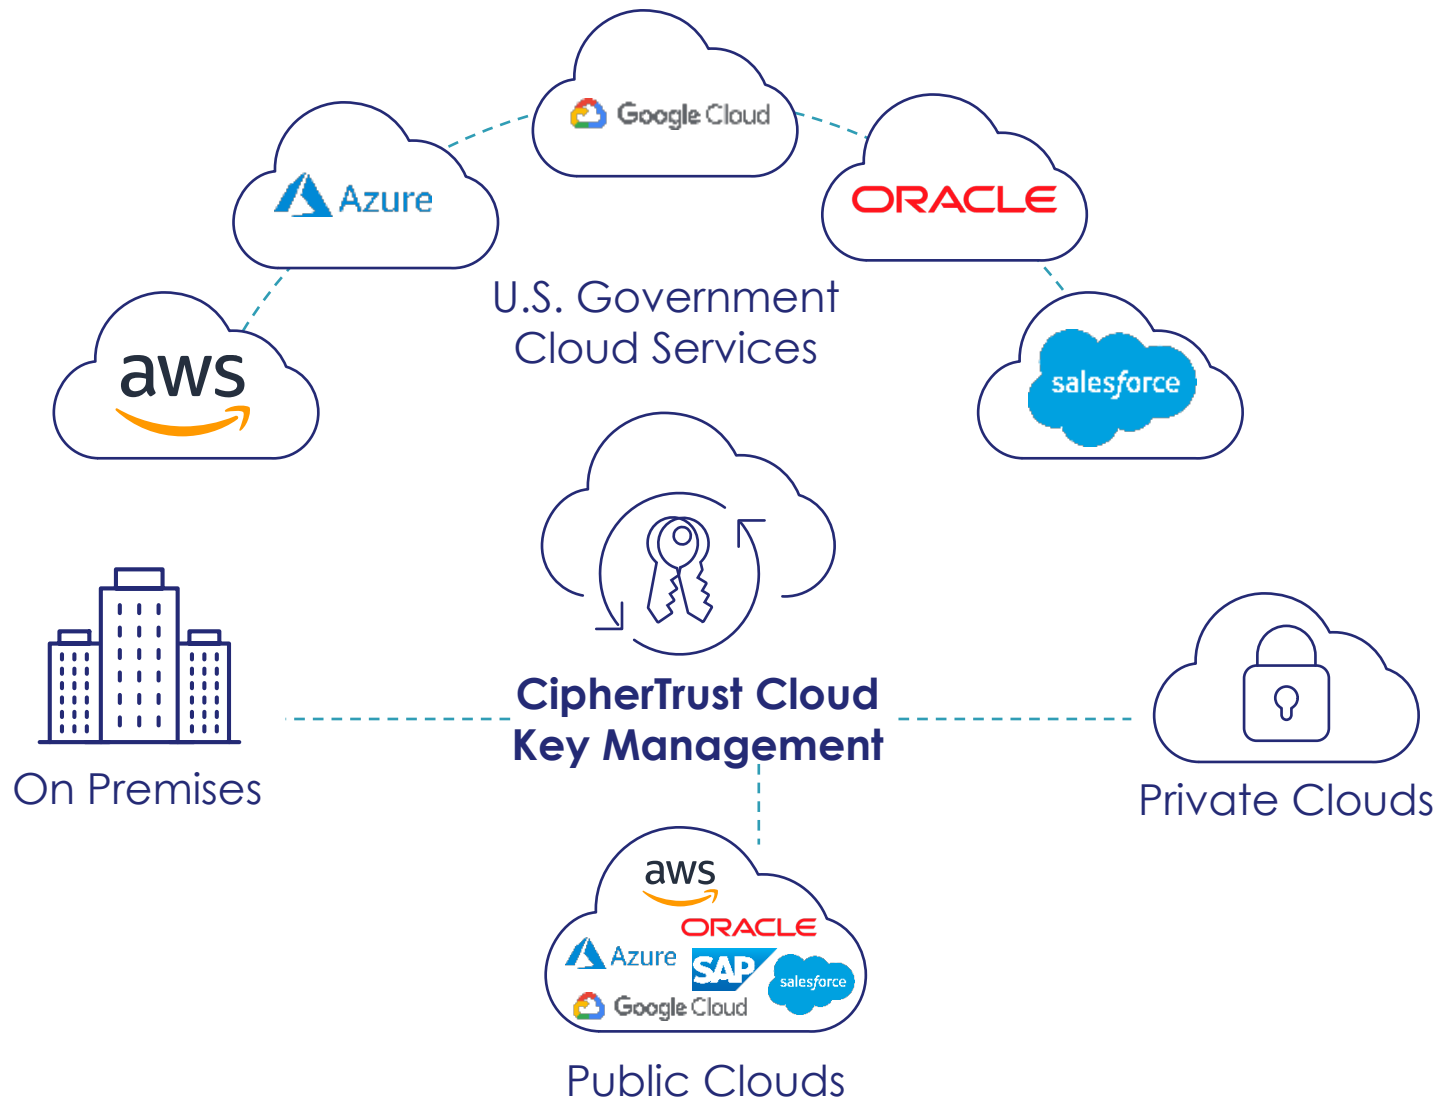 Google Cloud
Azure
ORACLE
U.S. Government
Cloud Services
aws
salesforce
CipherTrust Cloud
Key Management
On Premises
Private Clouds
aws
ORACLE
Azure
SAP
salesforce
Google Cloud
Public Clouds